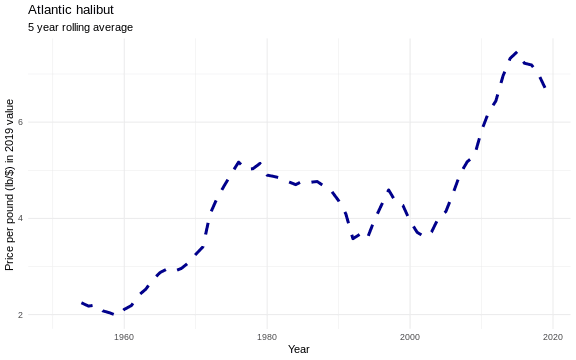 Atlantic halibut
5 year rolling average
Price per pound (lb/$) in 2019 value
6
4
2
1960
1980
2000
2020
Year